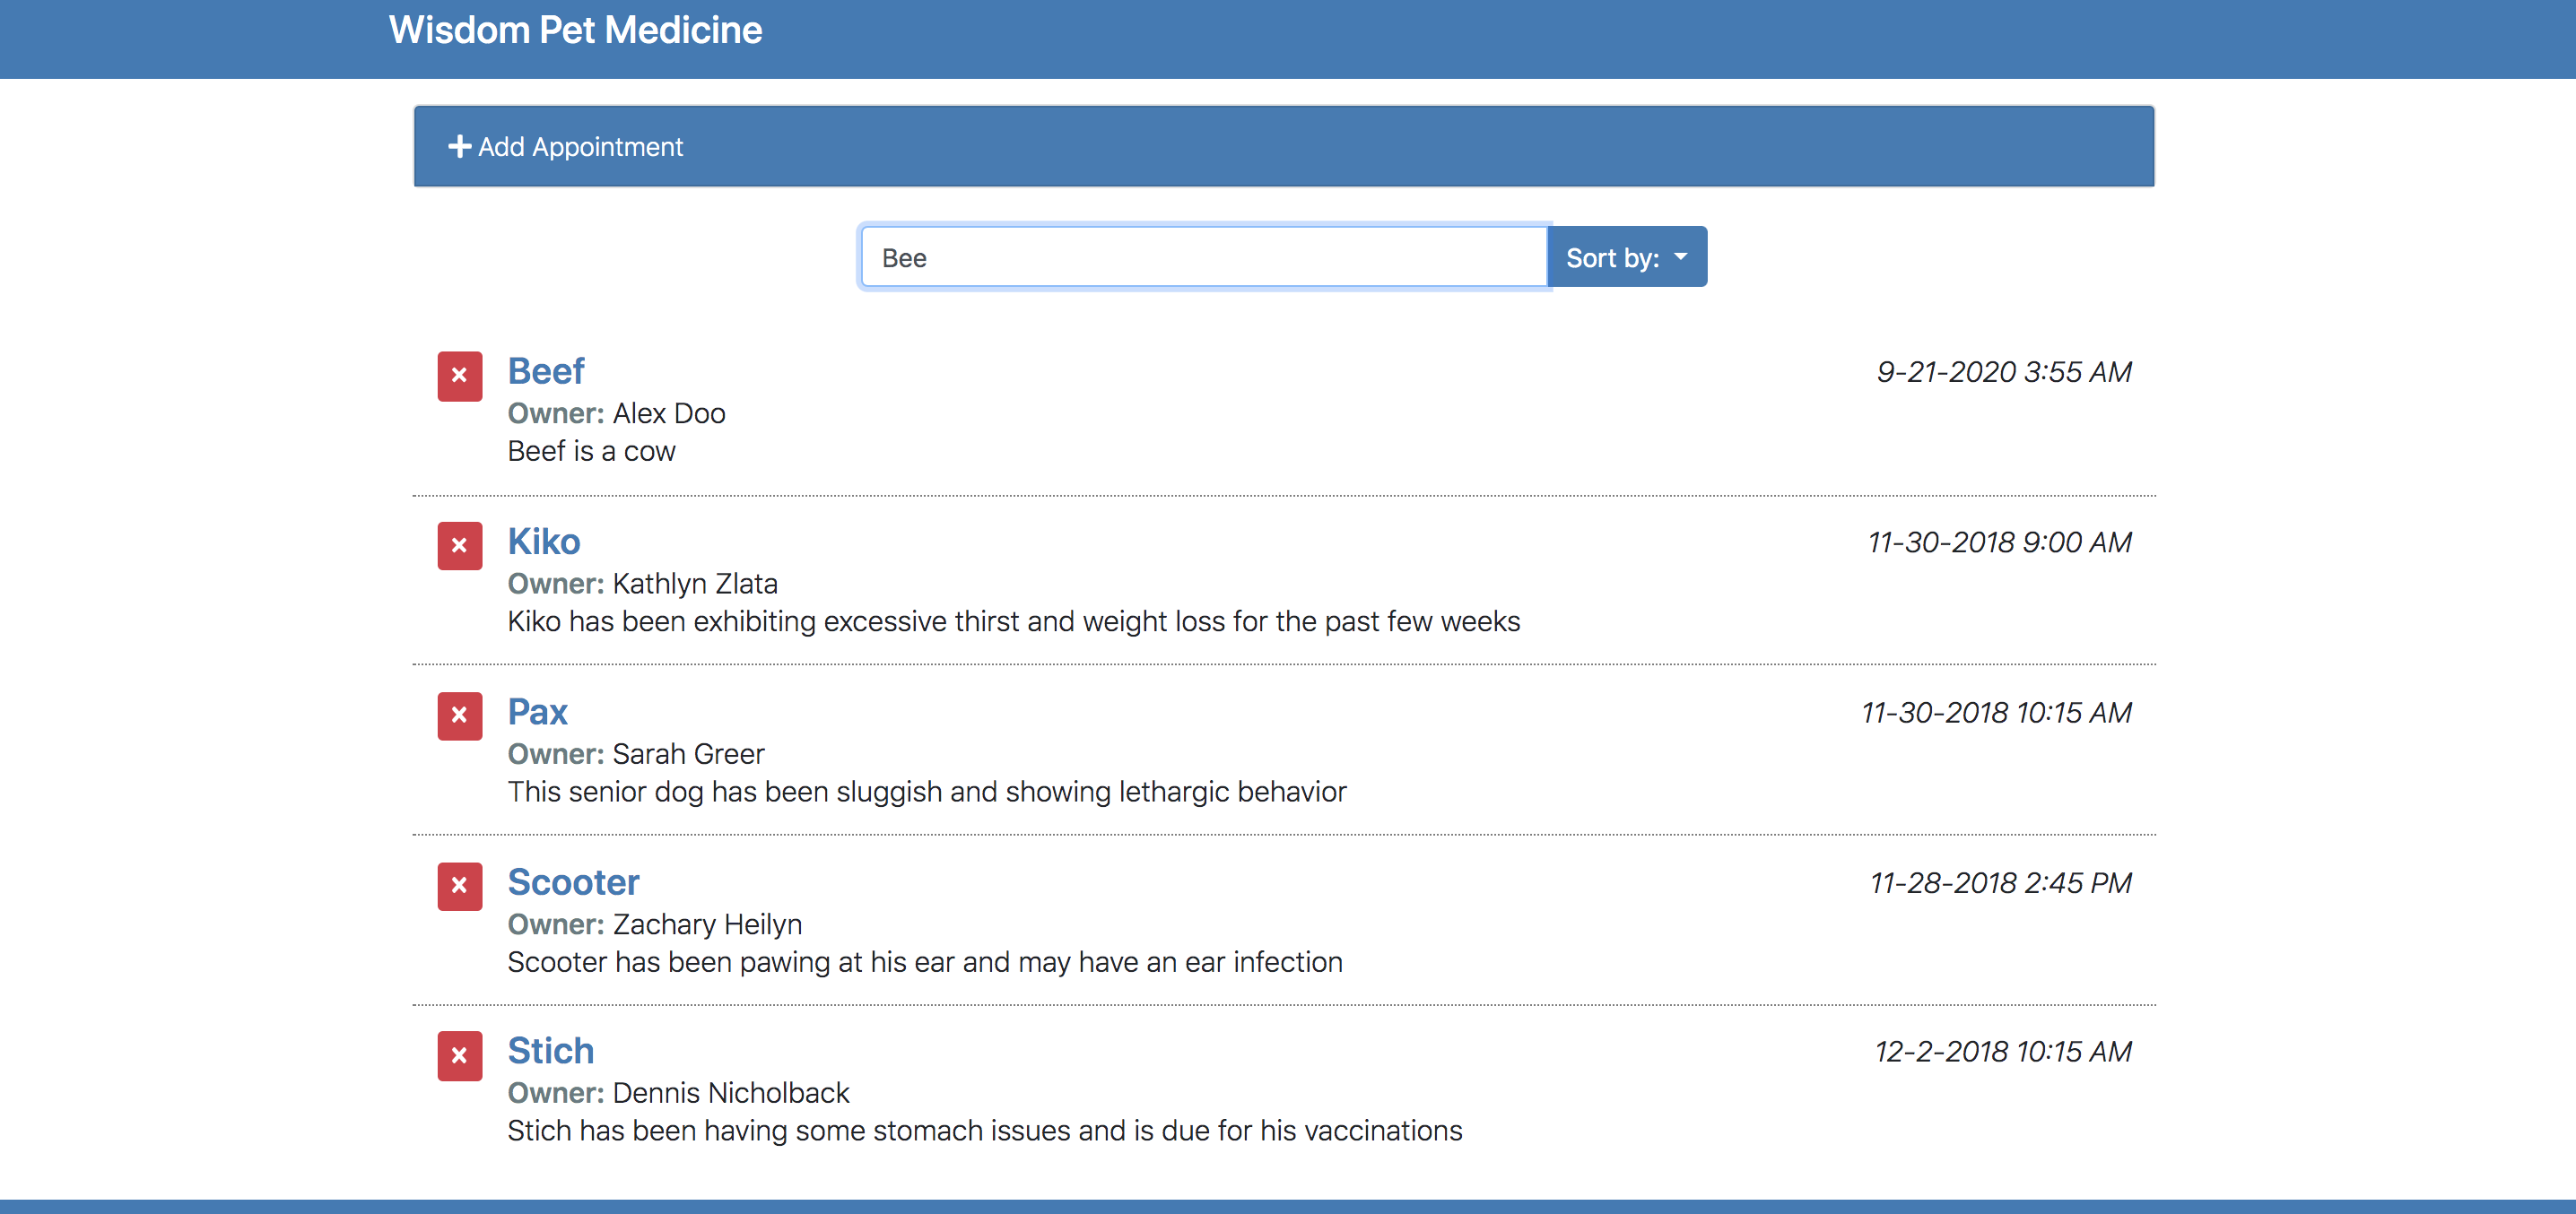 Wisdom Pet Medicine
Add Appointment
Bee
Sort by:
Beef
9-21-2020 3:55 AM
Owner: Alex Doo
Beef is a cow
Kiko
11-30-2018 9:00 AM
Owner: Kathlyn Zlata
Kiko has been exhibiting excessive thirst and weight loss for the past few weeks
Pax
11-30-2018 10:15 AM
Owner: Sarah Greer
This senior dog has been sluggish and showing lethargic behavior
Scooter
11-28-2018 2:45 PM
Owner: Zachary Heilyn
Scooter has been pawing at his ear and may have an ear infection
Stich
12-2-2018 10:15 AM
Owner: Dennis Nicholback
Stich has been having some stomach issues and is due for his vaccinations